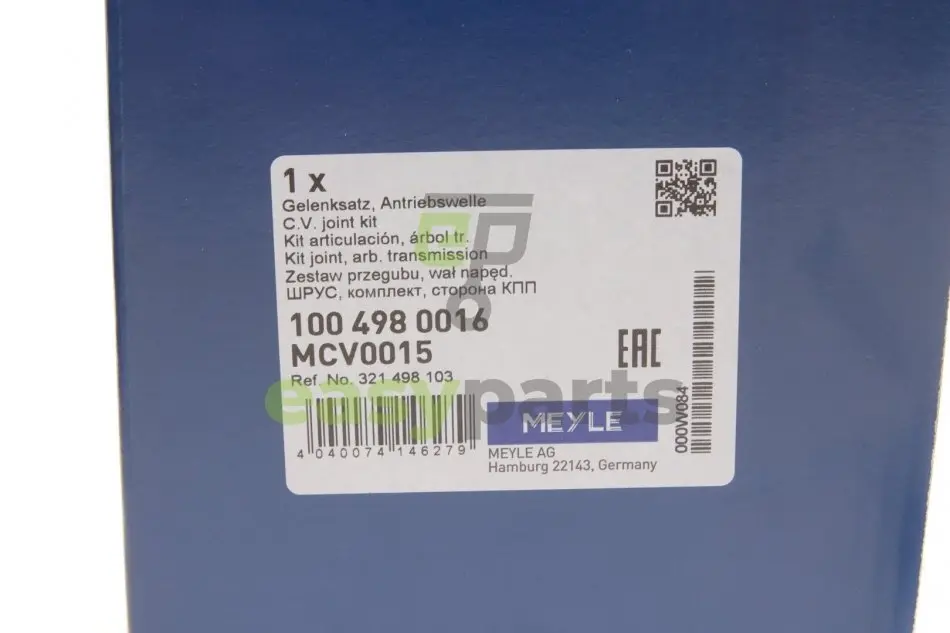 1 x
Gelenksatz, Antriebswelle
C.V. joint kit
Kit articulación, árbol tr.
Kit joint, arb. transmission
Zestaw przegubu, wał napęd.
ШРУС, комплект, сторона КПП
100 498 0016
MCV0015
Ref. No. 321 498 103
EAC
easyparts
MEYLE
4 040074 146279
MEYLE AG
Hamburg 22143, Germany
000W084
ep